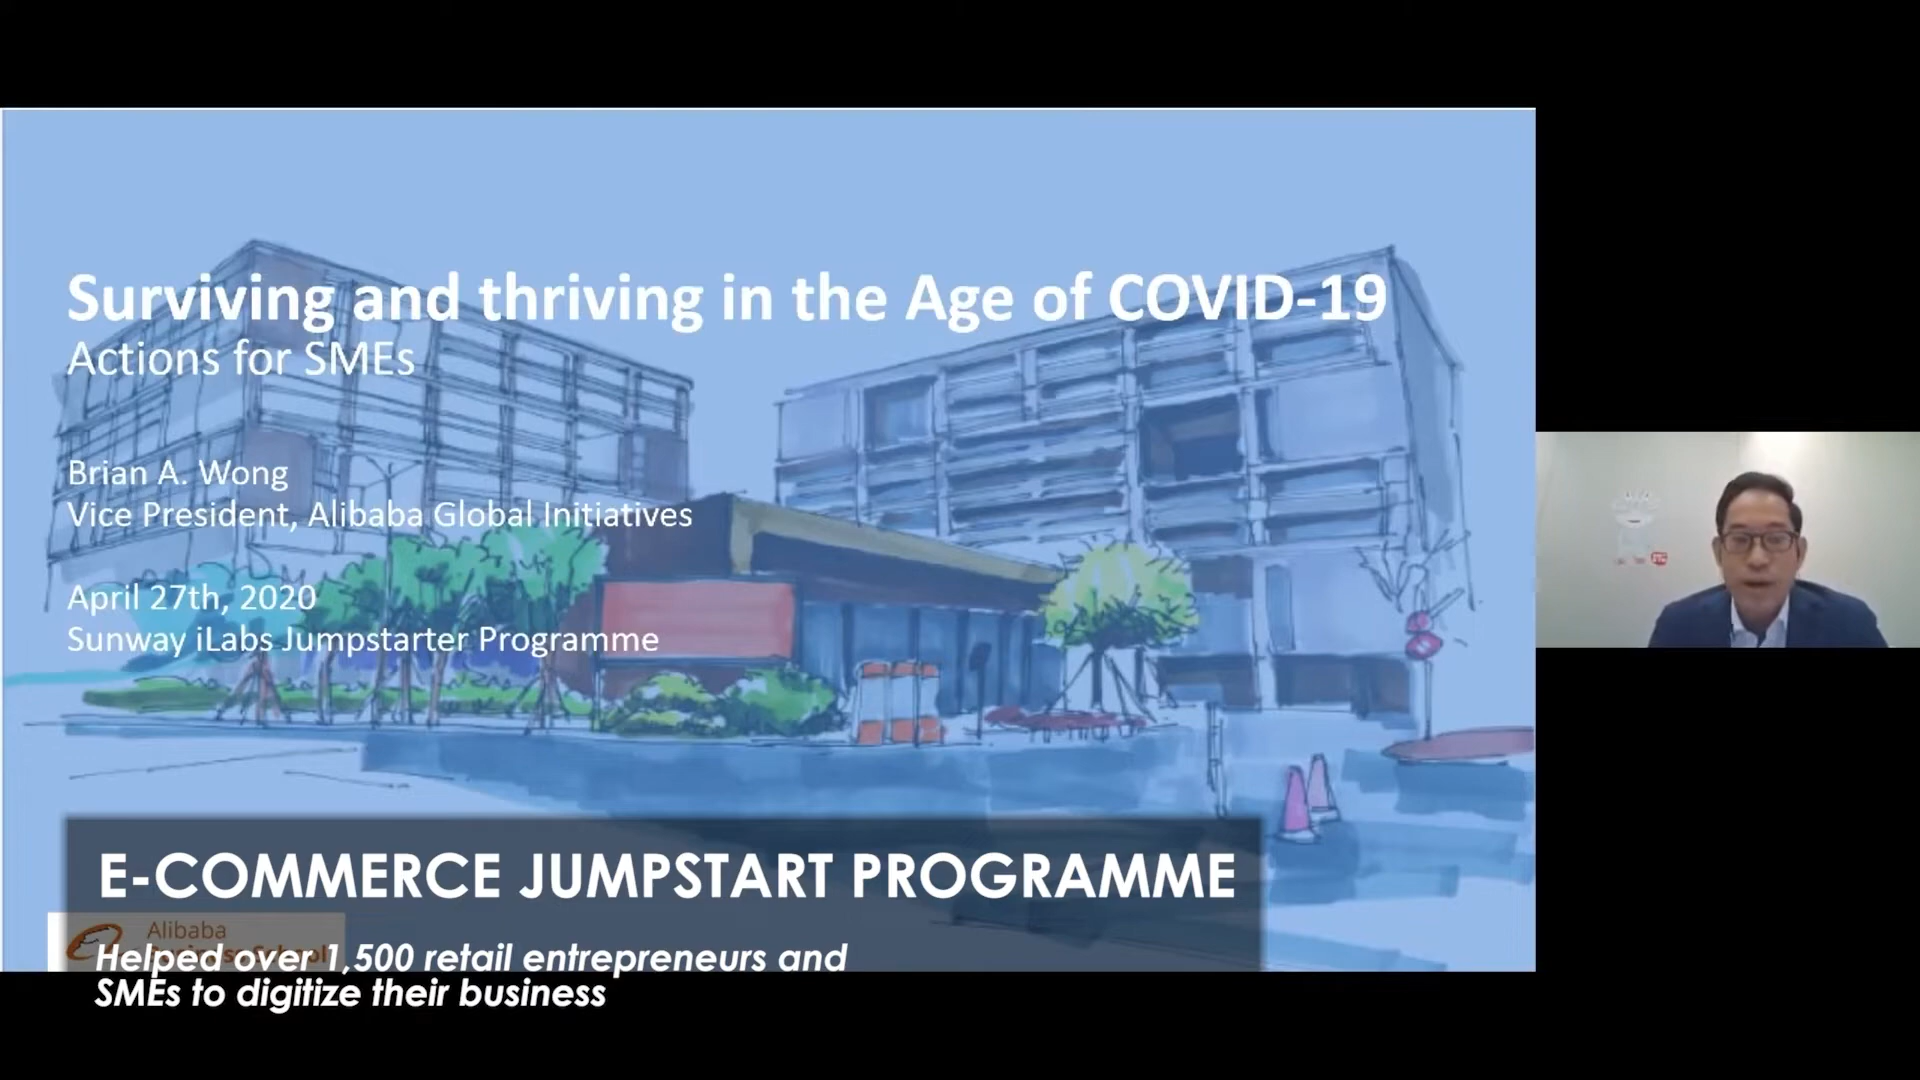 Surviving and thriving in the Age of COVID-19
Actions for SMEs
Brian A. Wong
Vice President, Alibaba Global Initiatives
April 27th, 2020
Sunway iLabs Jumpstarter Programme
E-COMMERCE JUMPSTART PROGRAMME
Alibaba
Helped over 1,500 retail entrepreneurs and
SMEs to digitize their business